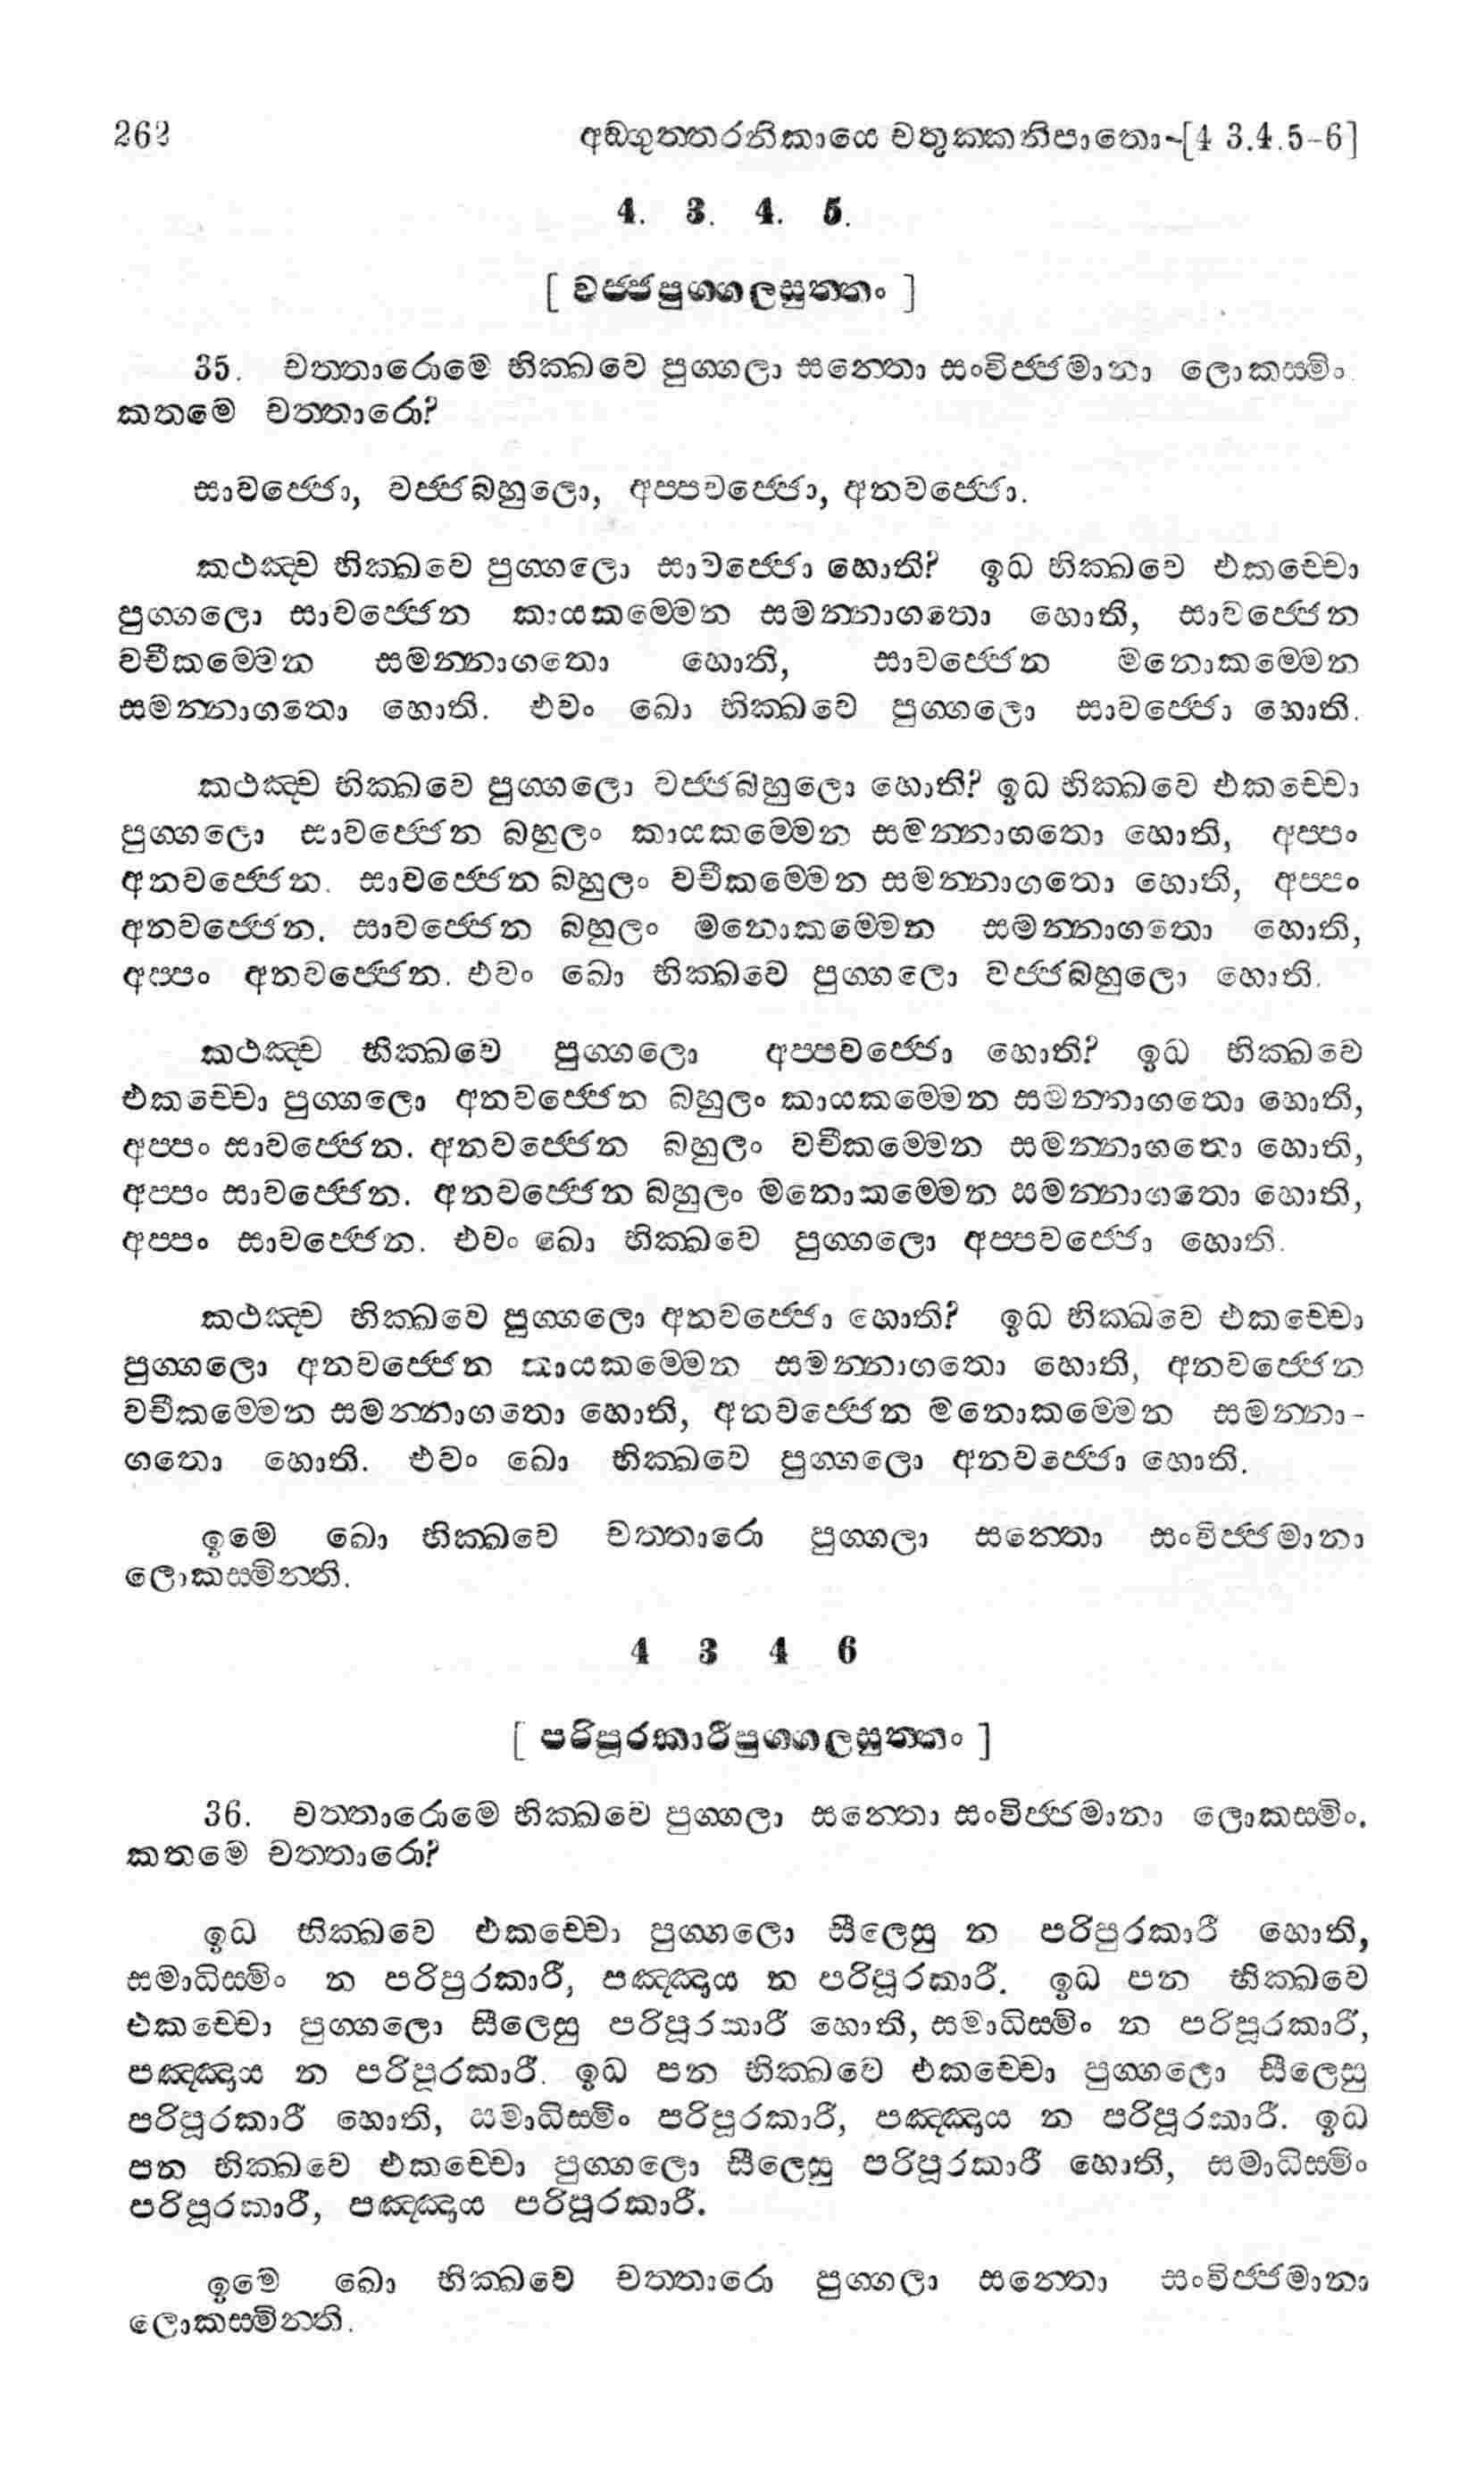 262 අඞ්ගුත්තරනිකායෙ චතුක්කනිපාතො-[4 3.4.5-6]
4. 3. 4. 5.
[ වජ්ජපුග්ගලසුත්තං ]
35. චත්තාරොමෙ භික්ඛවෙ පුග්ගලා සන්තො සංවිජ්ජමානා ලොකස්මිං.
කතමෙ චත්තාරො?
සාවජ්ජො, වජ්ජබහුලො, අප්පවජ්ජො, අනවජ්ජො.
කථඤ්ච භික්ඛවෙ පුග්ගලො සාවජ්ජො හොති? ඉධ භික්ඛවෙ එකච්චො
පුග්ගලො සාවජ්ජෙන කායකම්මෙන සමන්නාගතො හොති, සාවජ්ජෙන
වචීකම්මෙන සමන්නාගතො හොති, සාවජ්ජෙන මනොකම්මෙන
සමන්නාගතො හොති. එවං ඛො භික්ඛවෙ පුග්ගලො සාවජ්ජො හොති.
කථඤ්ච භික්ඛවෙ පුග්ගලො වජ්ජබහුලො හොති? ඉධ භික්ඛවෙ එකච්චො
පුග්ගලො සාවජ්ජෙන බහුලං කායකම්මෙන සමන්නාගතො හොති, අප්පං
අනවජ්ජෙන. සාවජ්ජෙන බහුලං වචීකම්මෙන සමන්නාගතො හොති, අප්පං
අනවජ්ජෙන. සාවජ්ජෙන බහුලං මනොකම්මෙන සමන්නාගතො හොති,
අප්පං අනවජ්ජෙන. එවං ඛො භික්ඛවෙ පුග්ගලො වජ්ජබහුලො හොති.
කථඤ්ච භික්ඛවෙ පුග්ගලො අප්පවජ්ජො හොති? ඉධ භික්ඛවෙ
එකච්චො පුග්ගලො අනවජ්ජෙන බහුලං කායකම්මෙන සමන්නාගතො හොති,
අප්පං සාවජ්ජෙන. අනවජ්ජෙන බහුලං වචීකම්මෙන සමන්නාගතො හොති,
අප්පං සාවජ්ජෙන. අනවජ්ජෙන බහුලං මනොකම්මෙන සමන්නාගතො හොති,
අප්පං සාවජ්ජෙන. එවං ඛො භික්ඛවෙ පුග්ගලො අප්පවජ්ජො හොති.
කථඤ්ච භික්ඛවෙ පුග්ගලො අනවජ්ජො හොති? ඉධ භික්ඛවෙ එකච්චො
පුග්ගලො අනවජ්ජෙන කායකම්මෙන සමන්නාගතො හොති, අනවජ්ජෙන
වචීකම්මෙන සමන්නාගතො හොති, අනවජ්ජෙන මනොකම්මෙන සමන්නා-
ගතො හොති. එවං ඛො භික්ඛවෙ පුග්ගලො අනවජ්ජො හොති.
ඉමෙ ඛො භික්ඛවෙ චත්තාරො පුග්ගලා සන්තො සංවිජ්ජමානා
ලොකස්මින්ති.
4 3 4 6
[ පරිපූරකාරීපුග්ගලසුත්තං ]
36. චත්තාරොමෙ භික්ඛවෙ පුග්ගලා සන්තො සංවිජ්ජමානා ලොකස්මිං.
කතමෙ චත්තාරො?
ඉධ භික්ඛවෙ එකච්චො පුග්ගලො සීලෙසු න පරිපුරකාරී හොති,
සමාධිස්මිං න පරිපුරකාරී, පඤ්ඤාය න පරිපූරකාරී. ඉධ පන භික්ඛවෙ
එකච්චො පුග්ගලො සීලෙසු පරිපූරකාරී හොති, සමාධිස්මිං න පරිපූරකාරී,
පඤ්ඤාය න පරිපූරකාරී. ඉධ පන භික්ඛවෙ එකච්චො පුග්ගලො සීලෙසු
පරිපූරකාරී හොති, සමාධිස්මිං පරිපූරකාරී, පඤ්ඤාය න පරිපූරකාරී. ඉධ
පන භික්ඛවෙ එකච්චො පුග්ගලො සීලෙසු පරිපූරකාරී හොති, සමාධිස්මිං
පරිපූරකාරී, පඤ්ඤාය පරිපූරකාරී.
ඉමෙ ඛො භික්ඛවෙ චත්තාරො පුග්ගලා සන්තො සංවිජ්ජමානා
ලොකස්මින්ති.